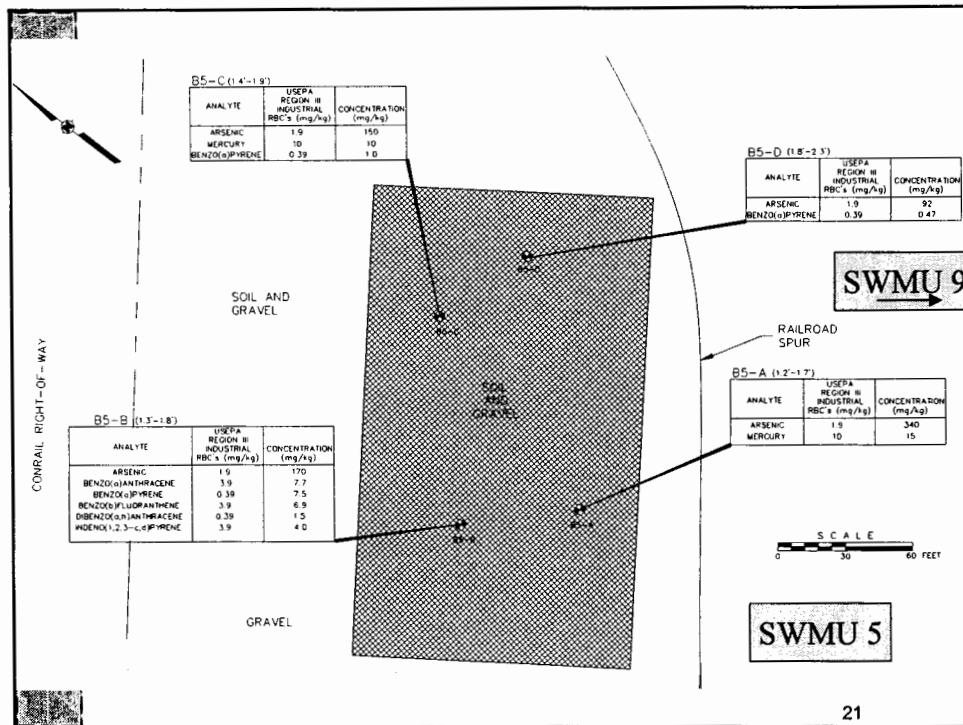 B5-C (1.4'-1.9')
ANALYTE USEPA REGION III INDUSTRIAL RBC's (mg/kg) CONCENTRATION (mg/kg)
ARSENIC 1.9 150
MERCURY 10 10
BENZO(a)PYRENE 0.39 1.0
B5-D (1.8'-2.3')
ANALYTE USEPA REGION III INDUSTRIAL RBC's (mg/kg) CONCENTRATION (mg/kg)
ARSENIC 1.9 92
BENZO(a)PYRENE 0.39 0.47
B5-D
SWMU 9
SOIL AND
GRAVEL
B5-C
RAILROAD
SPUR
CONRAIL RIGHT-OF-WAY
SOIL
AND
GRAVEL
B5-A (1.2'-1.7')
ANALYTE USEPA REGION III INDUSTRIAL RBC's (mg/kg) CONCENTRATION (mg/kg)
ARSENIC 1.9 340
MERCURY 10 15
B5-B (1.3'-1.8')
ANALYTE USEPA REGION III INDUSTRIAL RBC's (mg/kg) CONCENTRATION (mg/kg)
ARSENIC 1.9 170
BENZO(a)ANTHRACENE 3.9 7.7
BENZO(a)PYRENE 0.39 7.5
BENZO(b)FLUORANTHENE 3.9 6.9
DIBENZO(a,h)ANTHRACENE 0.39 1.5
INDENO(1,2,3-c,d)PYRENE 3.9 4.0
B5-A
B5-B
SCALE
0 30 60 FEET
GRAVEL
SWMU 5
21